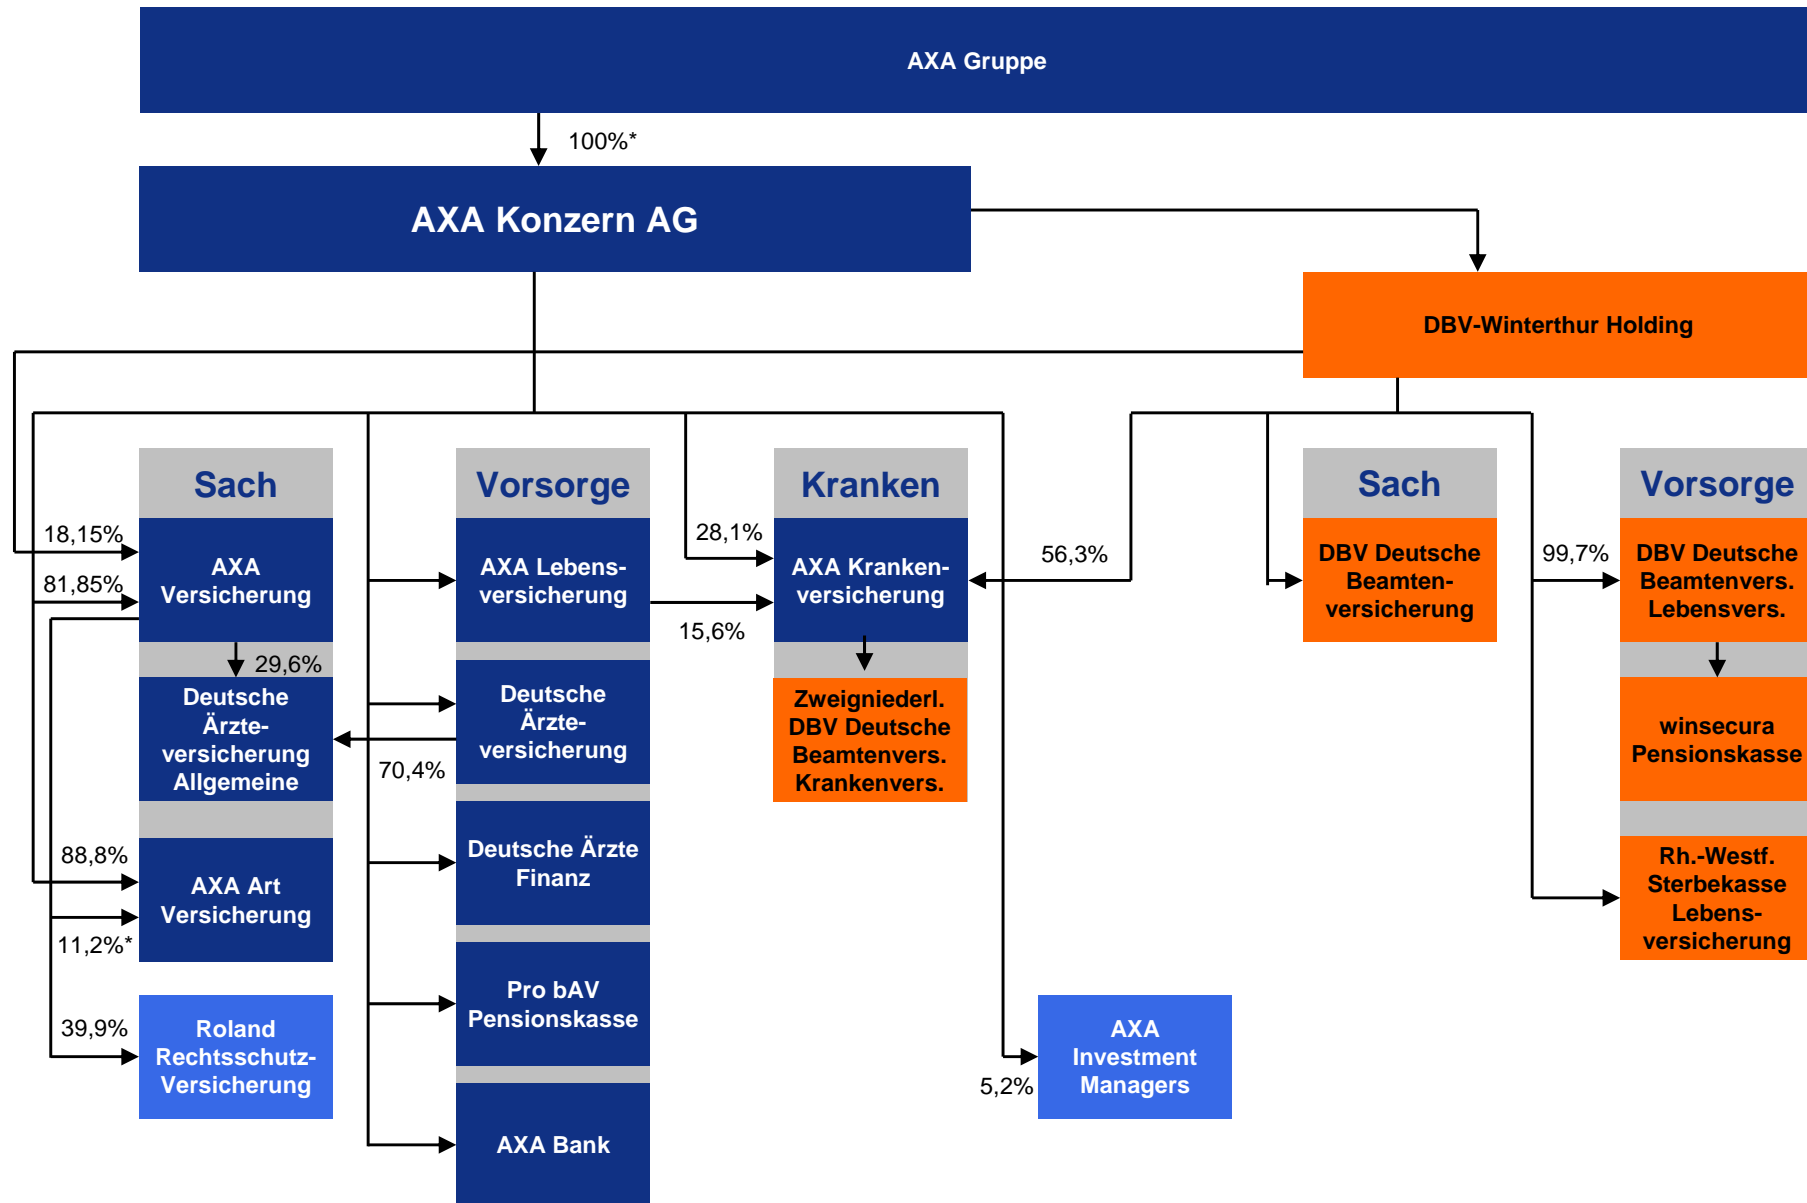 AXA Gruppe
100%*
AXA Konzern AG
DBV-Winterthur Holding
Sach
18,15%
81,85%
AXA
Versicherung
29,6%
Deutsche
Ärzte-
versicherung
Allgemeine
88,8%
AXA Art
Versicherung
11,2%*
39,9%
Roland
Rechtsschutz-
Versicherung
Vorsorge
AXA Lebens-
versicherung
15,6%
Deutsche
Ärzte-
versicherung
70,4%
Deutsche Ärzte
Finanz
Pro bAV
Pensionskasse
AXA Bank
Kranken
28,1%
AXA Kranken-
versicherung
56,3%
Zweigniederl.
DBV Deutsche
Beamtenvers.
Krankenvers.
5,2%
AXA
Investment
Managers
Sach
DBV Deutsche
Beamten-
versicherung
Vorsorge
99,7%
DBV Deutsche
Beamtenvers.
Lebensvers.
winsecura
Pensionskasse
Rh.-Westf.
Sterbekasse
Lebens-
versicherung